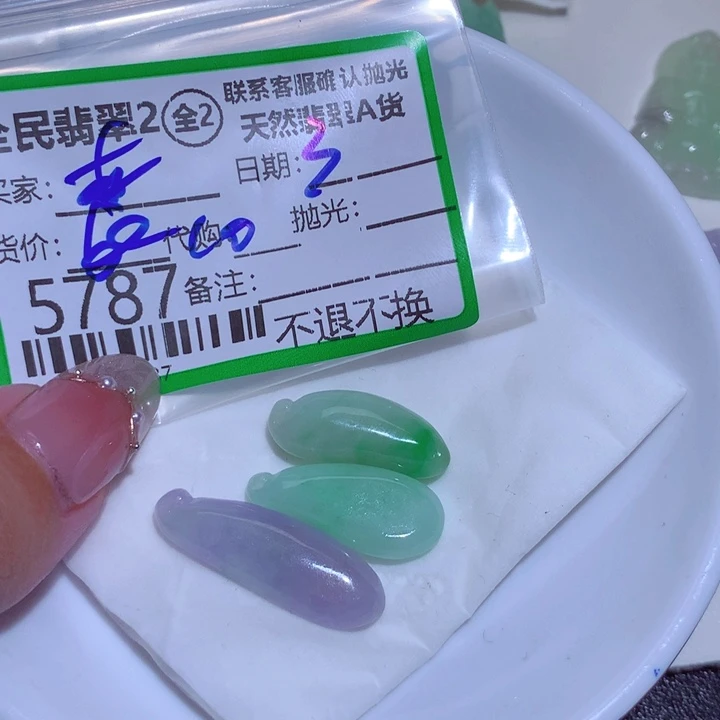 全民翡翠2 全2 联系客服确认抛光
天然翡翠A货
买家: 日期: 3
货价: 代购 抛光:
5787 备注:
不退不换